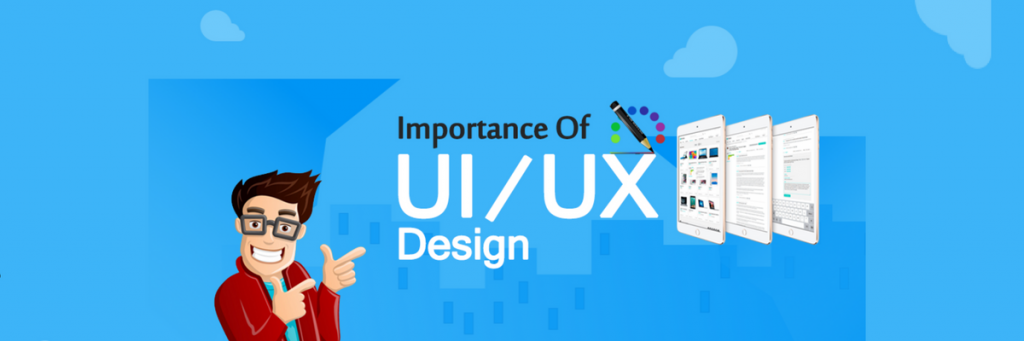 Importance Of
UI/UX
Design